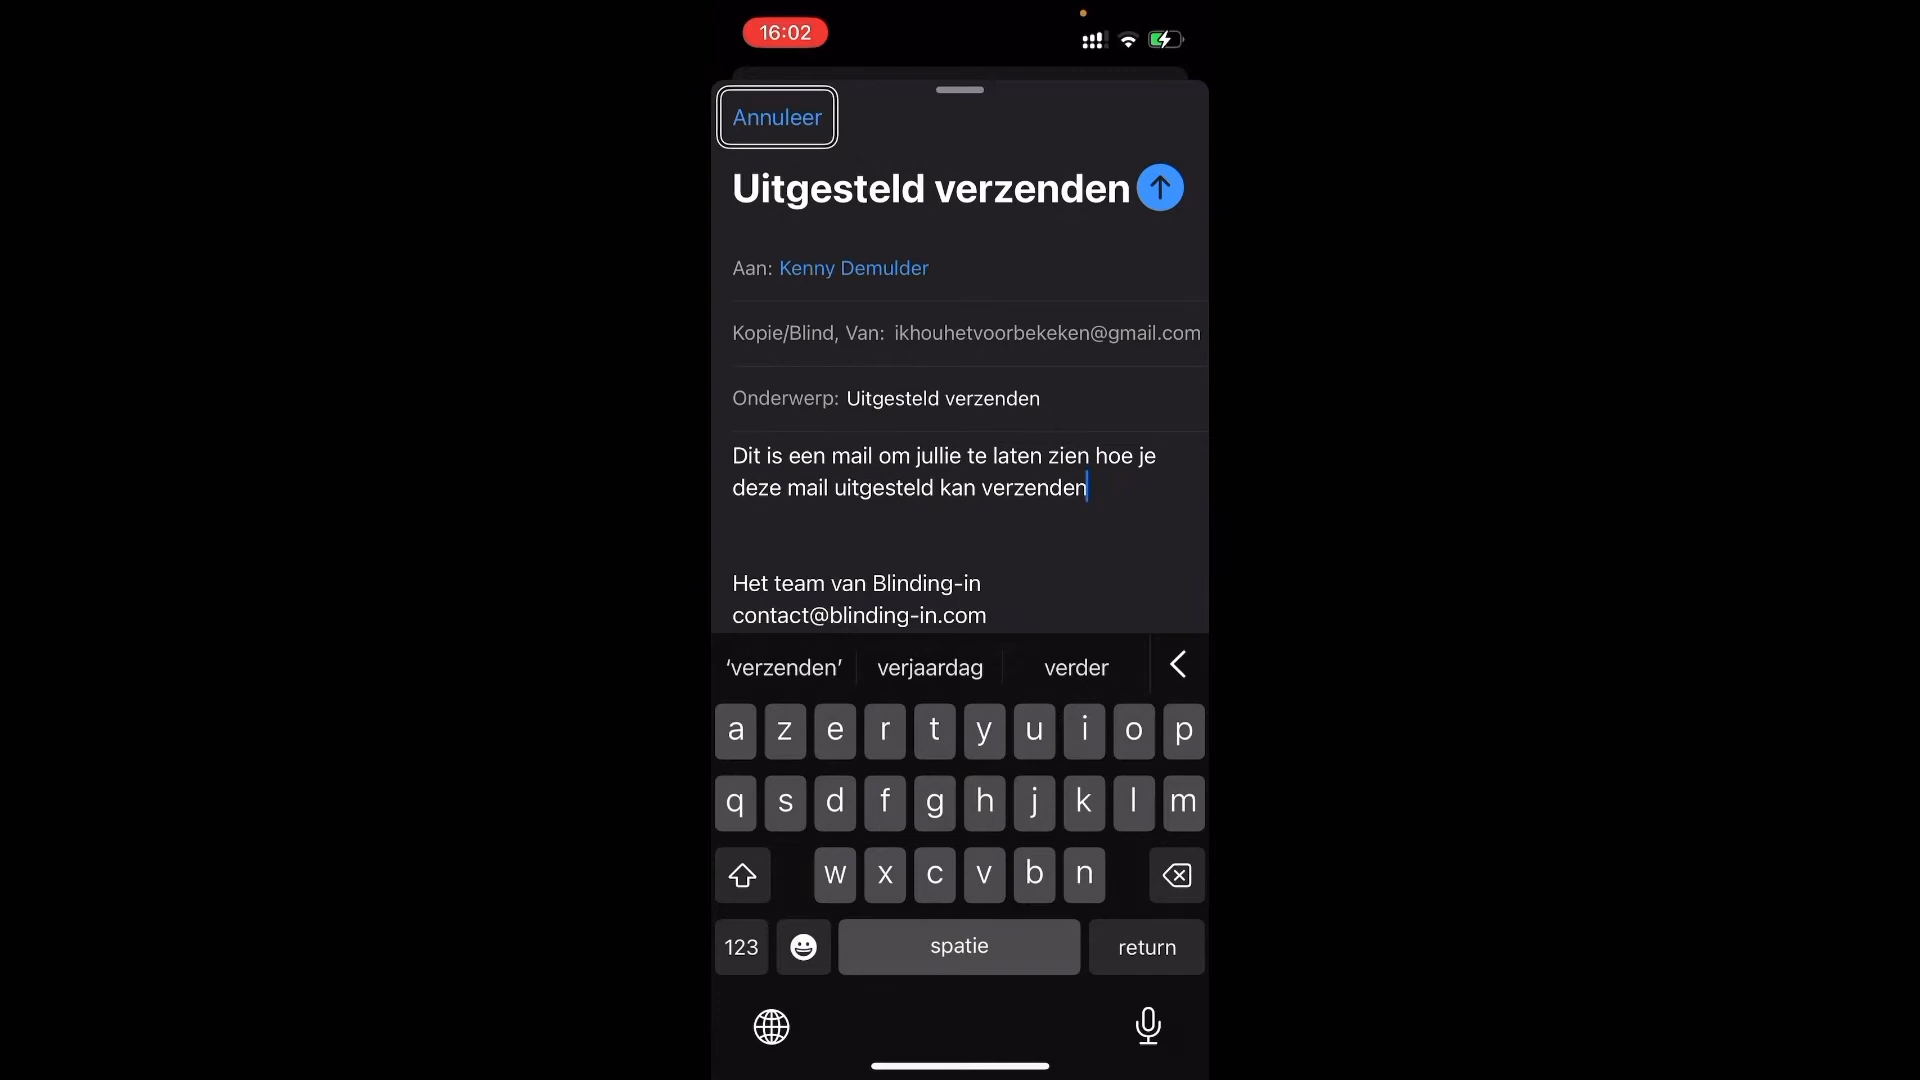 16:02
Annuleer
Uitgesteld verzenden
Aan: Kenny Demulder
Kopie/Blind, Van: ikhouhetvoorbekeken@gmail.com
Onderwerp: Uitgesteld verzenden
Dit is een mail om jullie te laten zien hoe je
deze mail uitgesteld kan verzenden
Het team van Blinding-in
contact@blinding-in.com
‘verzenden’ verjaardag verder
a z e r t y u i o p
q s d f g h j k l m
w x c v b n
123 spatie return